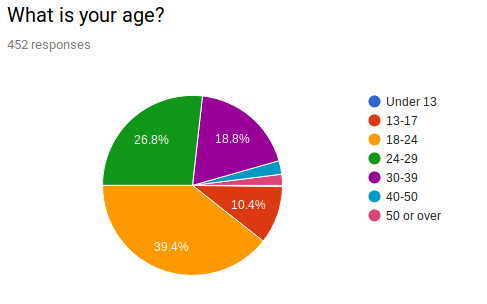 What is your age?
452 responses
26.8%
18.8%
10.4%
39.4%
Under 13
13-17
18-24
24-29
30-39
40-50
50 or over